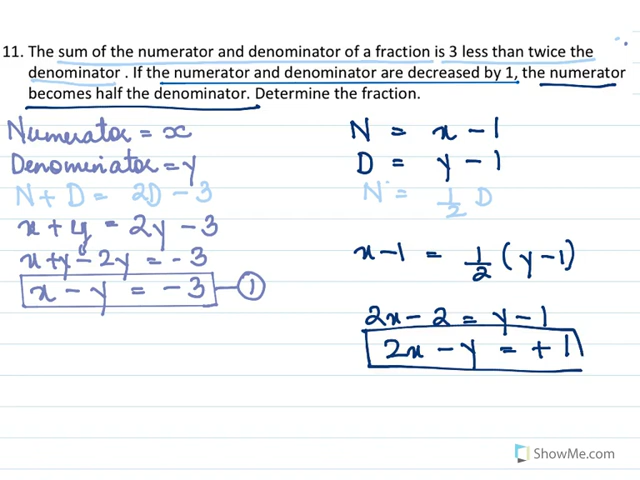 11. The sum of the numerator and denominator of a fraction is 3 less than twice the
denominator . If the numerator and denominator are decreased by 1, the numerator
becomes half the denominator. Determine the fraction.
Numerator = x
Denominator = y
N + D = 2D - 3
x + y = 2y - 3
x + y - 2y = - 3
x - y = - 3 ①
N = x - 1
D = y - 1
N = 1/2 D
x - 1 = 1/2 (y - 1)
2x - 2 = y - 1
2x - y = + 1
ShowMe.com